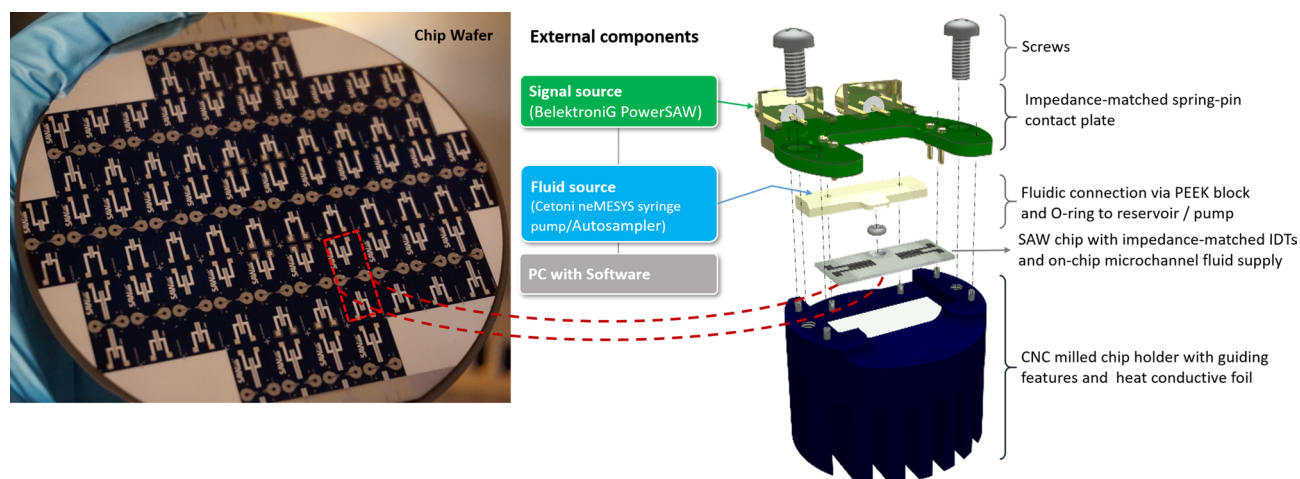 Chip Wafer
External components
Signal source
(BelektroniG PowerSAW)
Fluid source
(Cetoni neMESYS syringe
pump/Autosampler)
PC with Software
Screws
Impedance-matched spring-pin
contact plate
Fluidic connection via PEEK block
and O-ring to reservoir / pump
SAW chip with impedance-matched IDTs
and on-chip microchannel fluid supply
CNC milled chip holder with guiding
features and heat conductive foil